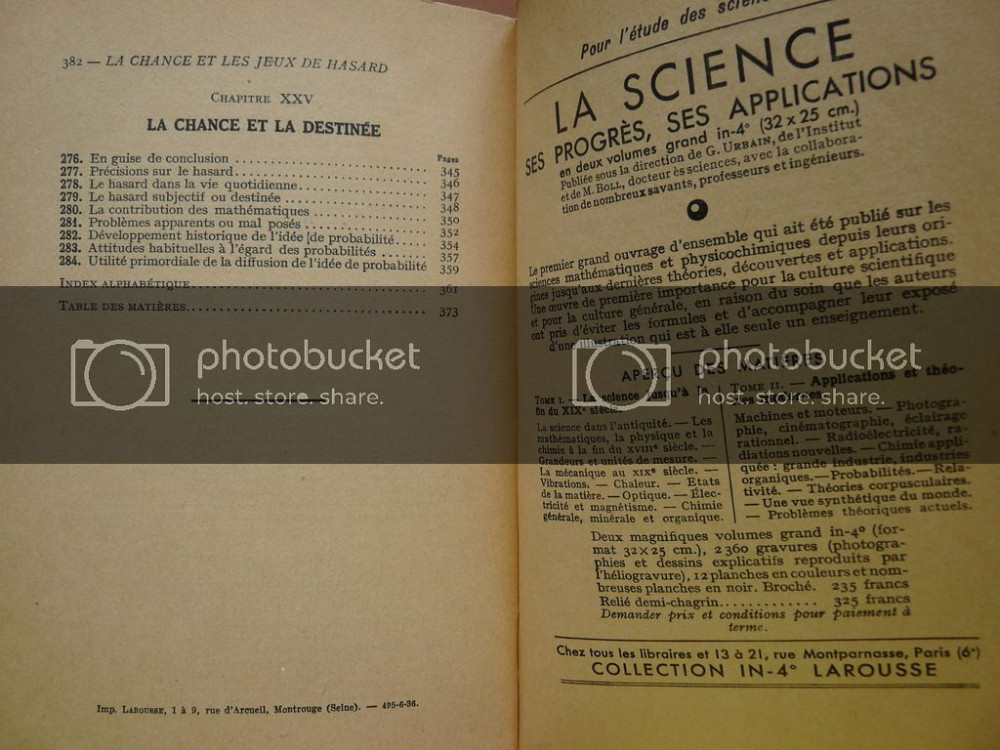 382 — LA CHANCE ET LES JEUX DE HASARD
CHAPITRE XXV
LA CHANCE ET LA DESTINÉE
Pages
276. En guise de conclusion .......... 345
277. Précisions sur le hasard .......... 346
278. Le hasard dans la vie quotidienne .......... 347
279. Le hasard subjectif ou destinée .......... 348
280. La contribution des mathématiques .......... 350
281. Problèmes apparents ou mal posés .......... 352
282. Développement historique de l'idée de probabilité .......... 354
283. Attitudes habituelles à l'égard des probabilités .......... 357
284. Utilité primordiale de la diffusion de l'idée de probabilité 359
INDEX ALPHABÉTIQUE .......... 361
TABLE DES MATIÈRES .......... 373
Imp. LAROUSSE, 1 à 9, rue d'Arcueil, Montrouge (Seine). — 495-6-36.
Pour l'étude des
LA SCIENCE
SES PROGRÈS, SES APPLICATIONS
en deux volumes grand in-4° (32 x 25 cm.)
Publiée sous la direction de G. URBAIN, de l'Institut
et de M. BOLL, docteur ès sciences, avec la collabora-
tion de nombreux savants, professeurs et ingénieurs.
Le premier grand ouvrage d'ensemble qui ait été publié sur les
sciences mathématiques et physicochimiques depuis leurs ori-
gines jusqu'aux dernières théories, découvertes et applications.
Une œuvre de première importance pour la culture scientifique
et pour la culture générale, en raison du soin que les auteurs
ont pris d'éviter les formules et d'accompagner leur exposé
d'une illustration qui est à elle seule un enseignement.
APERÇU DES MATIÈRES
TOME I. — La science jusqu'à la
fin du XIXe siècle.
La science dans l'antiquité. — Les
mathématiques, la physique et la
chimie à la fin du XVIIIe siècle. —
Grandeurs et unités de mesure. —
La mécanique au XIXe siècle. —
Vibrations. — Chaleur. — Etats
de la matière. — Optique. — Élec-
tricité et magnétisme. — Chimie
générale, minérale et organique.
TOME II. — Applications et théo-
Machines et moteurs. — Photogra-
phie, cinématographie, éclairage
rationnel. — Radioélectricité, ra-
diations nouvelles. — Chimie appli-
quée : grande industrie, industries
organiques. — Probabilités. — Rela-
tivité. — Théories corpusculaires.
— Une vue synthétique du monde.
— Problèmes théoriques actuels.
Deux magnifiques volumes grand in-4° (for-
mat 32×25 cm.), 2 360 gravures (photogra-
phies et dessins explicatifs reproduits par
l'héliogravure), 12 planches en couleurs et nom-
breuses planches en noir. Broché. 235 francs
Relié demi-chagrin .......... 325 francs
Demander prix et conditions pour paiement à
terme.
Chez tous les libraires et 13 à 21, rue Montparnasse, Paris (6e)
COLLECTION IN-4° LAROUSSE
photobucket
host. store. share.
photobucket
host. store. share.